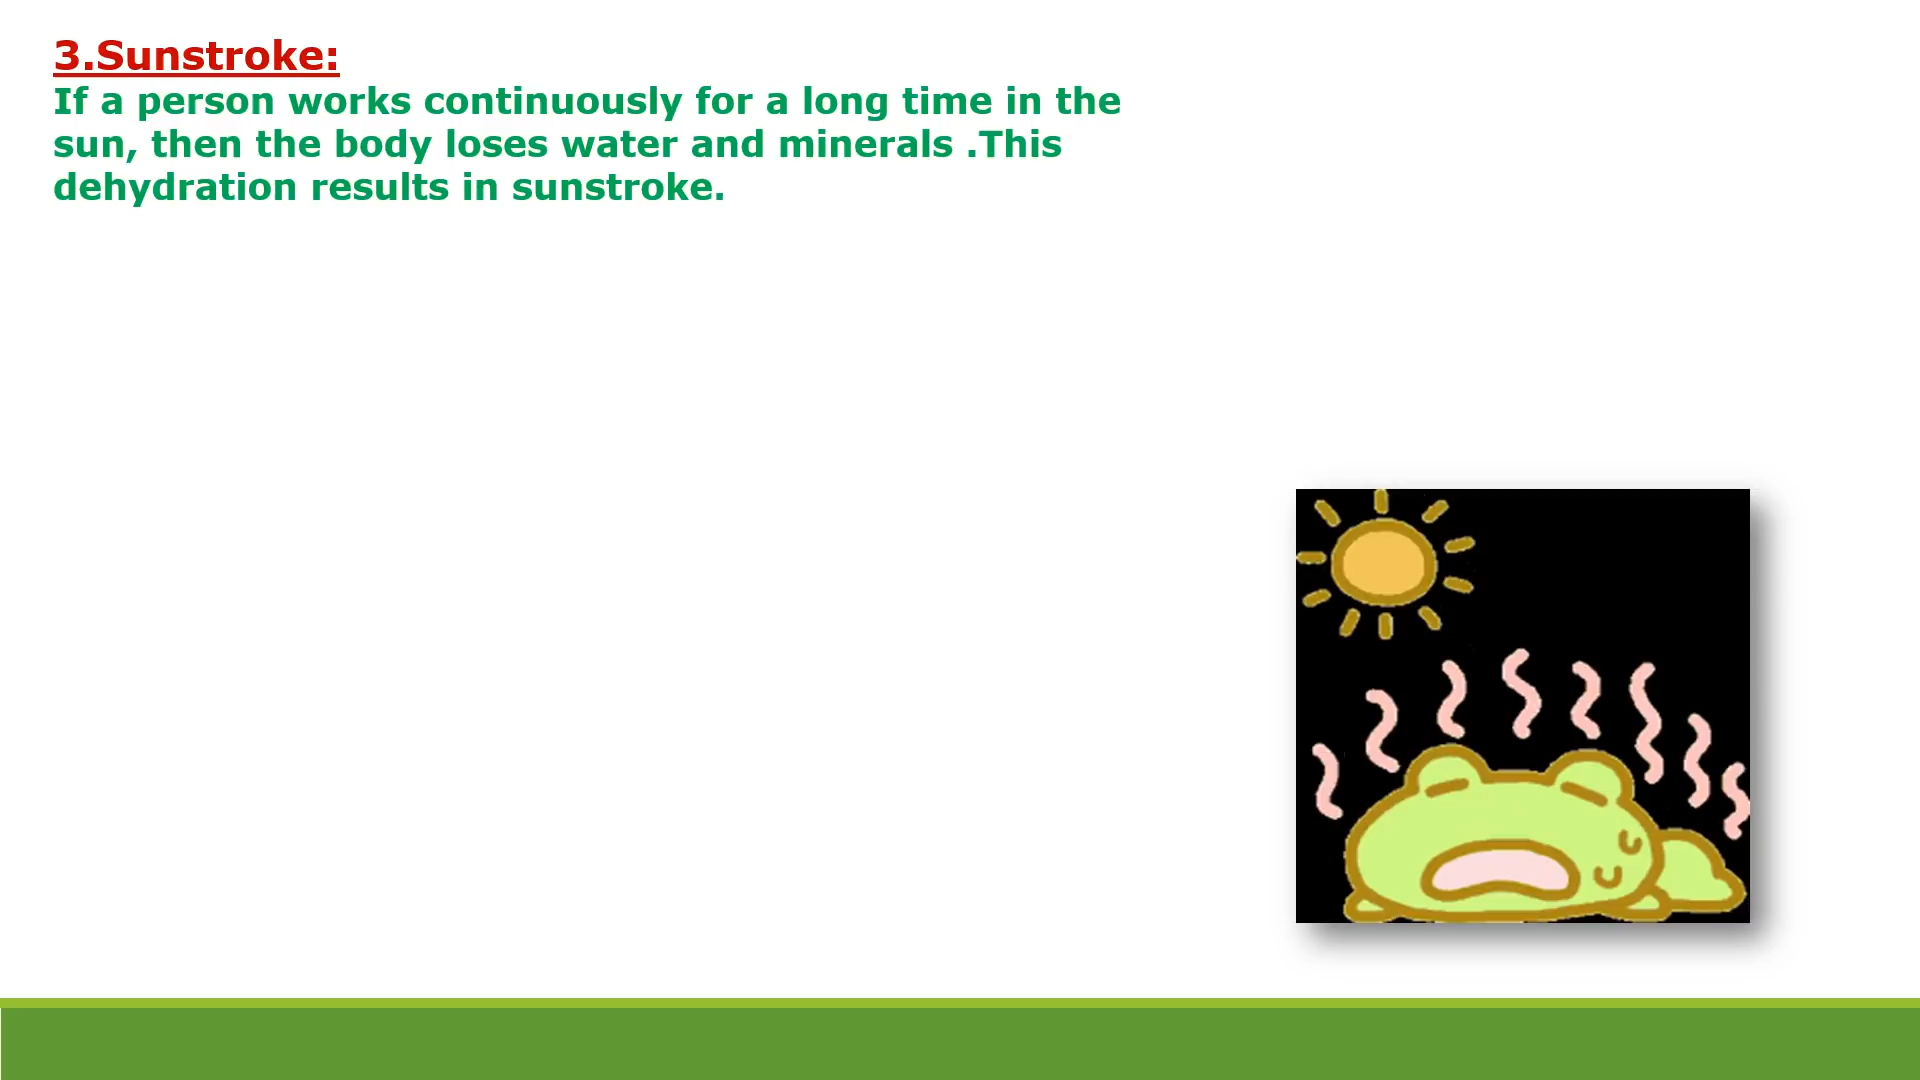 3.Sunstroke:
If a person works continuously for a long time in the
sun, then the body loses water and minerals .This
dehydration results in sunstroke.